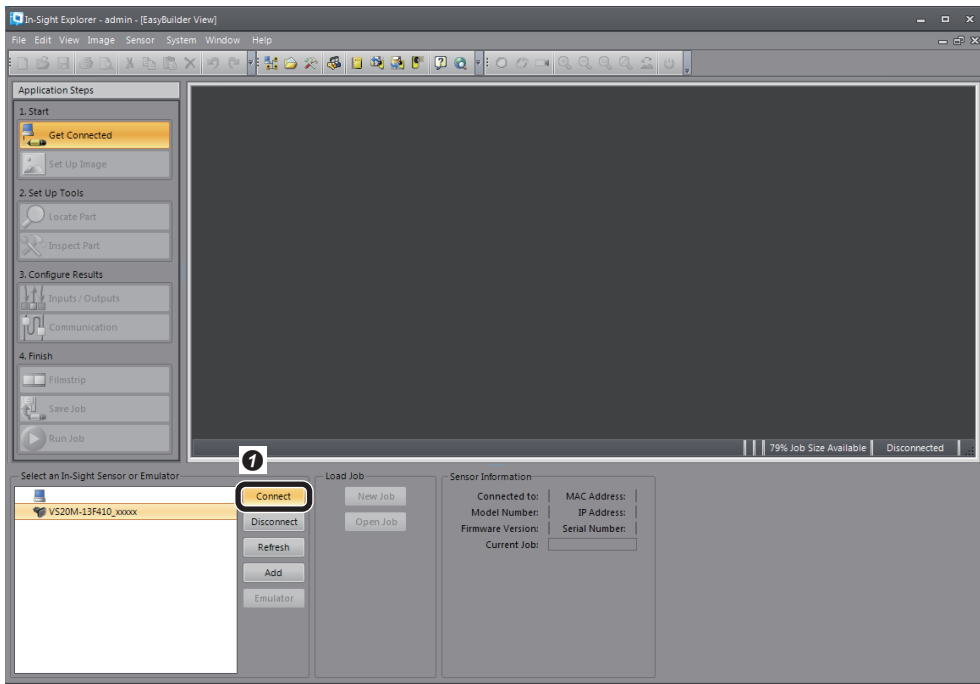 In-Sight Explorer - admin - [EasyBuilder View]
File Edit View Image Sensor System Window Help
Application Steps
1. Start
Get Connected
Set Up Image
2. Set Up Tools
Locate Part
Inspect Part
3. Configure Results
Inputs / Outputs
Communication
4. Finish
Filmstrip
Save Job
Run Job
79% Job Size Available Disconnected
1
Select an In-Sight Sensor or Emulator
VS20M-13F410_xxxxx
Connect
Disconnect
Refresh
Add
Emulator
Load Job
New Job
Open Job
Sensor Information
Connected to: MAC Address:
Model Number: IP Address:
Firmware Version: Serial Number:
Current Job: